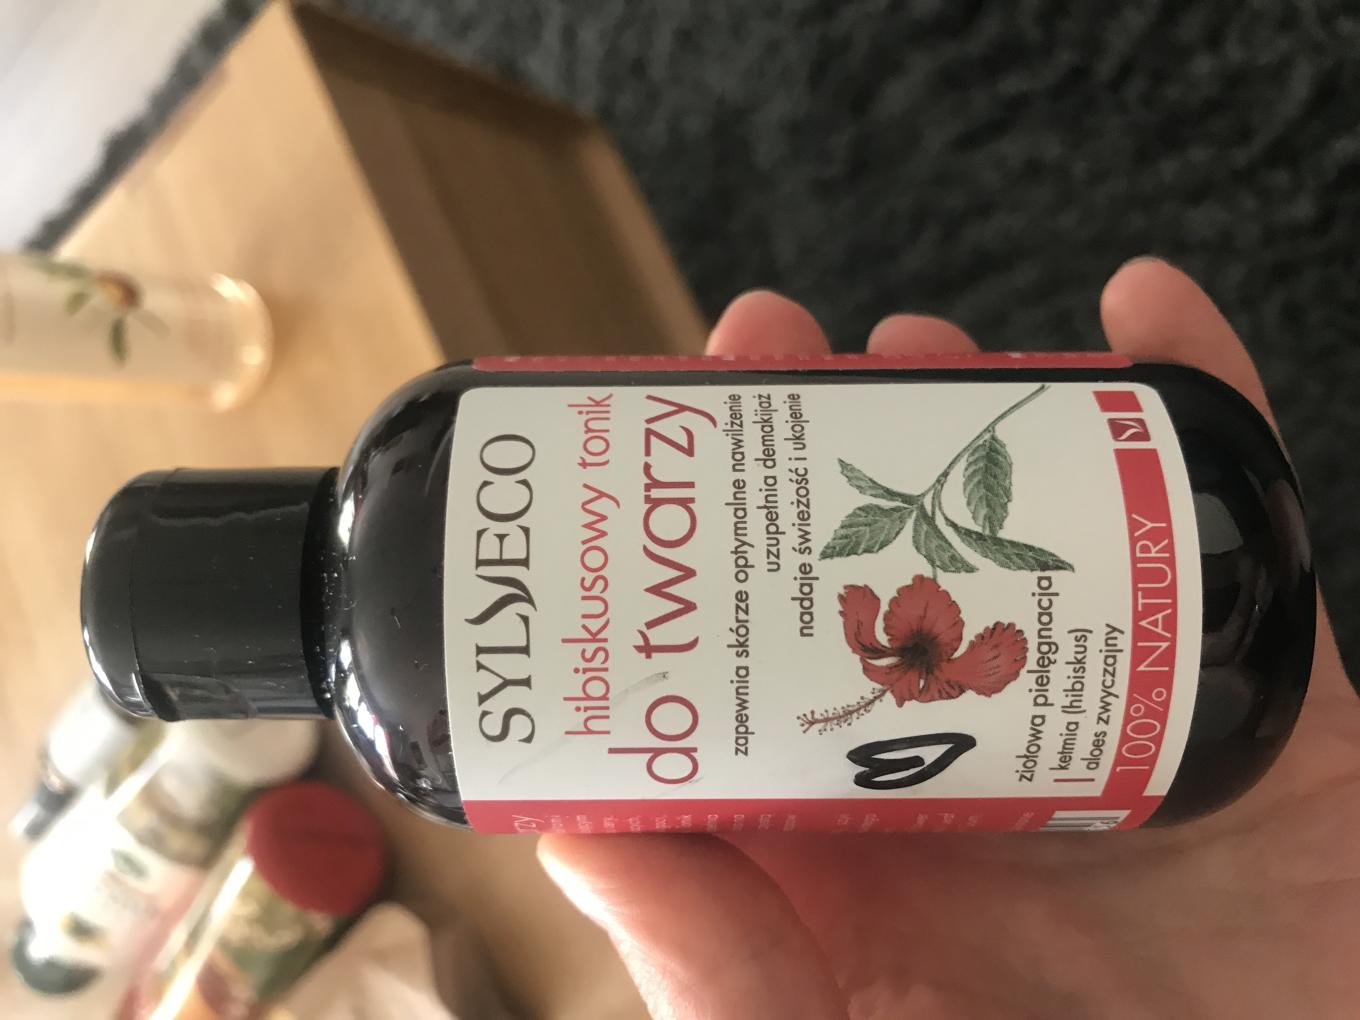 SYLVECO
hibiskusowy tonik
do twarzy
zapewnia skórze optymalne nawilżenie
uzupełnia demakijaż
nadaje świeżość i ukojenie
ziołowa pielęgnacja
ketmia (hibiskus)
aloes zwyczajny
100% NATURY